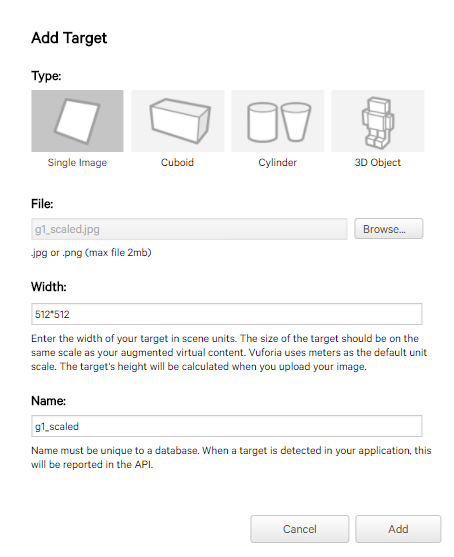 Add Target
Type:
Single Image
Cuboid
Cylinder
3D Object
File:
g1_scaled.jpg
Browse...
.jpg or .png (max file 2mb)
Width:
512*512
Enter the width of your target in scene units. The size of the target should be on the
same scale as your augmented virtual content. Vuforia uses meters as the default unit
scale. The target's height will be calculated when you upload your image.
Name:
g1_scaled
Name must be unique to a database. When a target is detected in your application, this
will be reported in the API.
Cancel
Add